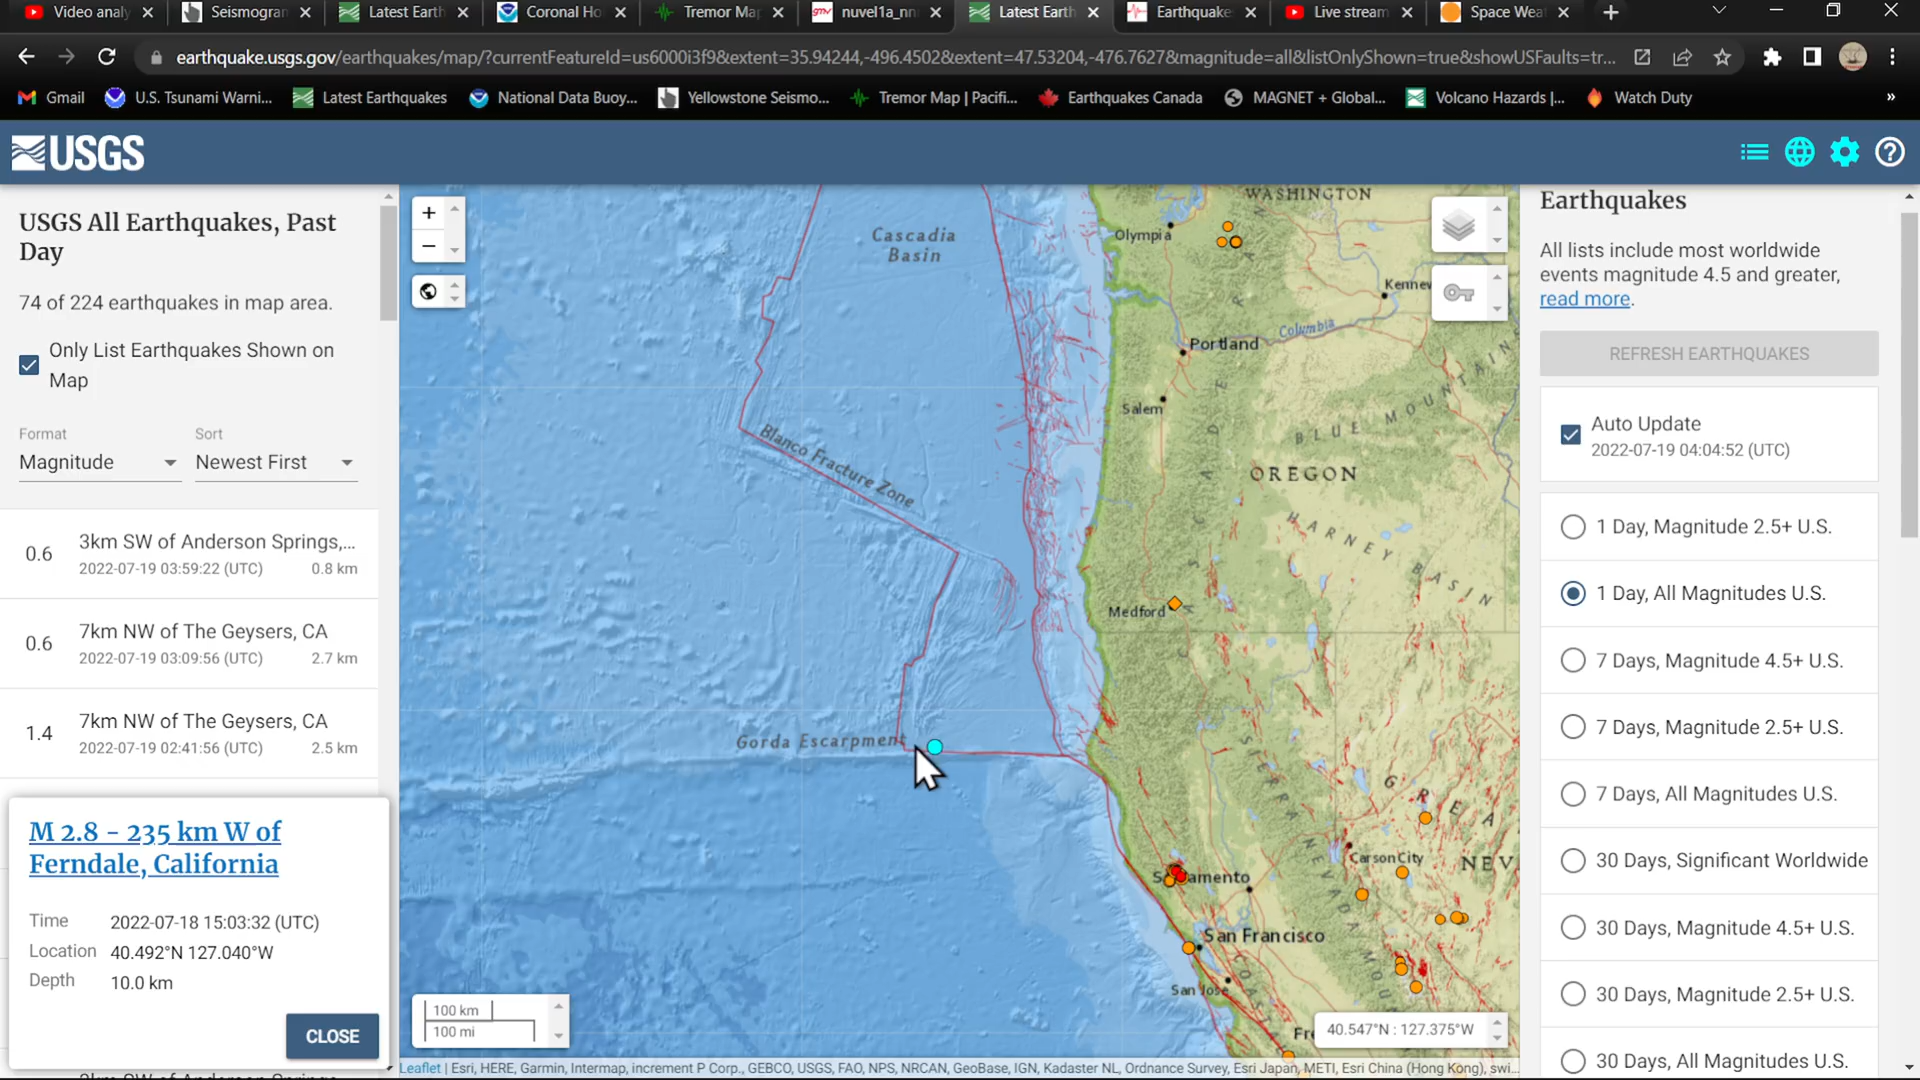 Video analy
Seismogran
Latest Earth
Coronal Ho
Tremor Map
nuvel1a_nn
Latest Earth
Earthquake
Live stream
Space Weat
earthquake.usgs.gov/earthquakes/map/?currentFeatureId=us6000i3f9&extent=35.94244,-496.4502&extent=47.53204,-476.7627&magnitude=all&listOnlyShown=true&showUSFaults=tr...
Gmail
U.S. Tsunami Warni...
Latest Earthquakes
National Data Buoy...
Yellowstone Seismo...
Tremor Map | Pacifi...
Earthquakes Canada
MAGNET + Global...
Volcano Hazards |...
Watch Duty
»
USGS
USGS All Earthquakes, Past
Day
74 of 224 earthquakes in map area.
Only List Earthquakes Shown on
Map
Format
Sort
Magnitude
Newest First
0.6
3km SW of Anderson Springs,...
2022-07-19 03:59:22 (UTC)
0.8 km
0.6
7km NW of The Geysers, CA
2022-07-19 03:09:56 (UTC)
2.7 km
1.4
7km NW of The Geysers, CA
2022-07-19 02:41:56 (UTC)
2.5 km
M 2.8 - 235 km W of
Ferndale, California
Time
2022-07-18 15:03:32 (UTC)
Location
40.492°N 127.040°W
Depth
10.0 km
CLOSE
+
−
Cascadia
Basin
WASHINGTON
Olympia
Kennew
Columbia
Portland
Salem
BLUE MOUNTAINS
Blanco Fracture Zone
OREGON
HARNEY BASIN
Medford
Gorda Escarpment
SIERRA NEVADA
GREA
Carson City
NEV
Sacramento
San Francisco
San Jose
COAST
MOU
Fre
100 km
100 mi
40.547°N : 127.375°W
Leaflet | Esri, HERE, Garmin, Intermap, increment P Corp., GEBCO, USGS, FAO, NPS, NRCAN, GeoBase, IGN, Kadaster NL, Ordnance Survey, Esri Japan, METI, Esri China (Hong Kong), swi...
Earthquakes
All lists include most worldwide
events magnitude 4.5 and greater,
read more.
REFRESH EARTHQUAKES
Auto Update
2022-07-19 04:04:52 (UTC)
1 Day, Magnitude 2.5+ U.S.
1 Day, All Magnitudes U.S.
7 Days, Magnitude 4.5+ U.S.
7 Days, Magnitude 2.5+ U.S.
7 Days, All Magnitudes U.S.
30 Days, Significant Worldwide
30 Days, Magnitude 4.5+ U.S.
30 Days, Magnitude 2.5+ U.S.
30 Days, All Magnitudes U.S.